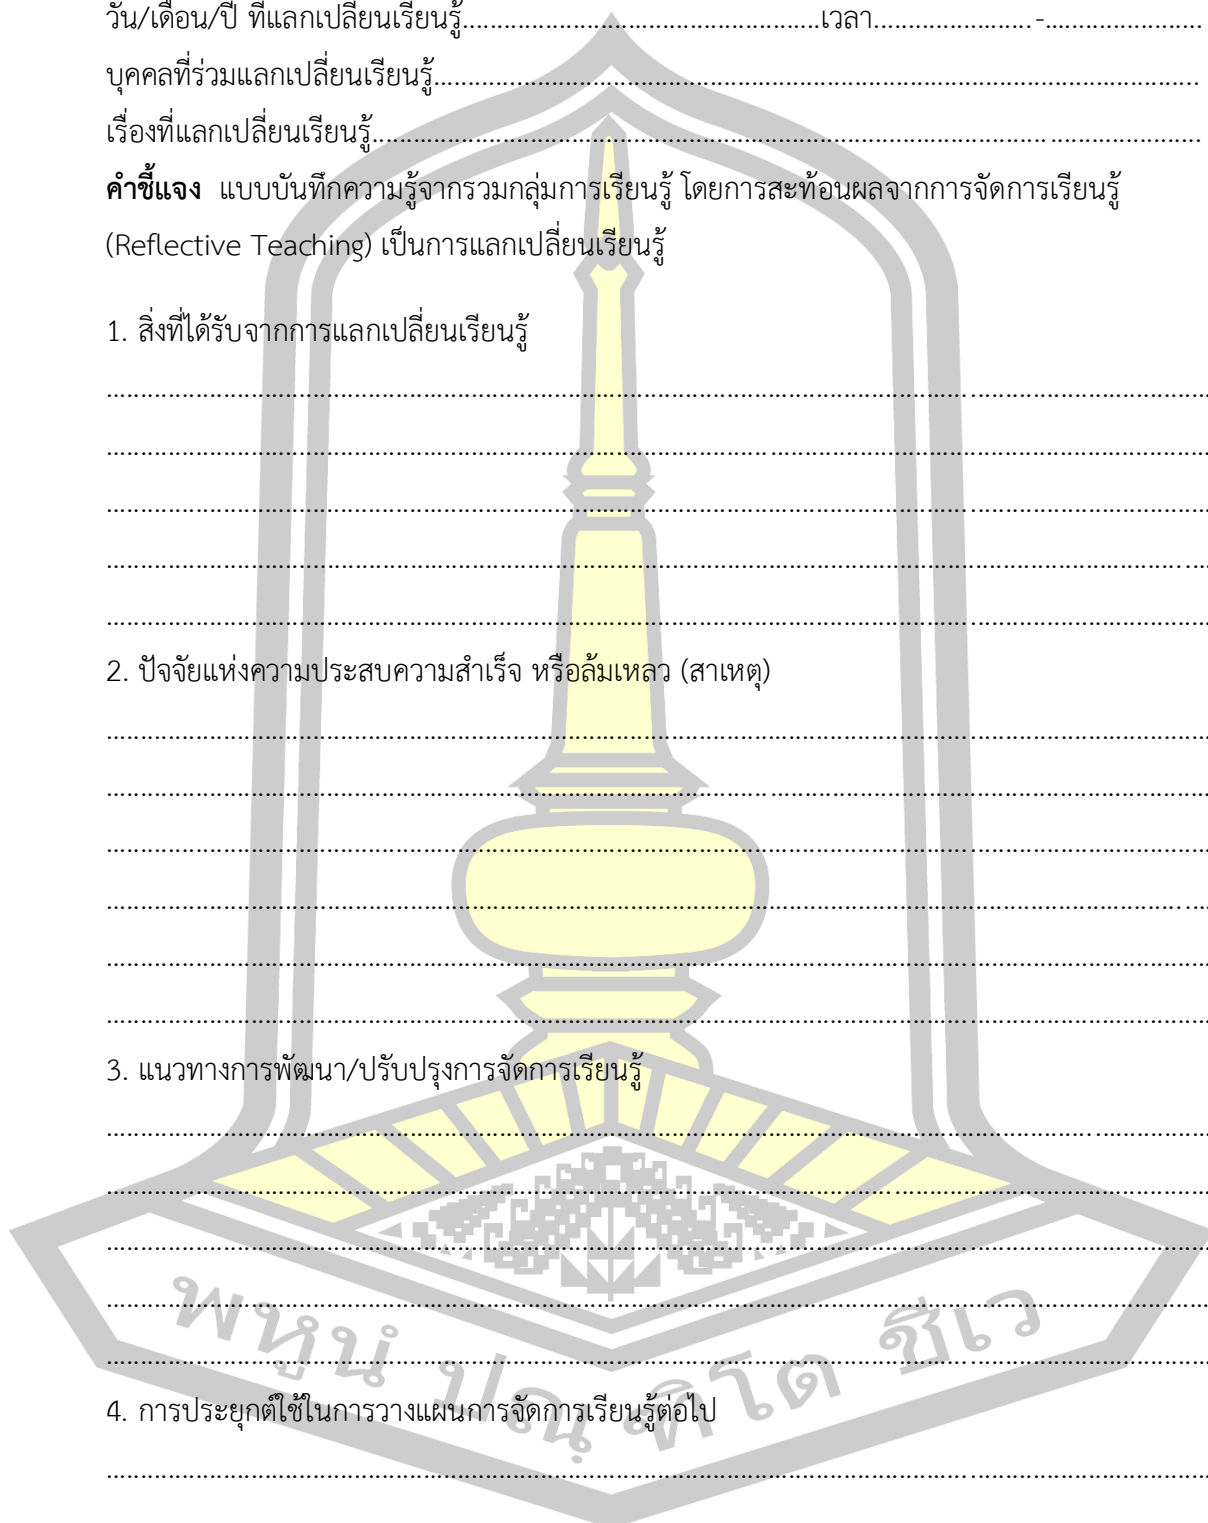 วัน/เดือน/ปี ที่แลกเปลี่ยนเรียนรู้....................................................เวลา.......................-.......................
บุคคลที่ร่วมแลกเปลี่ยนเรียนรู้................................................................................................................
เรื่องที่แลกเปลี่ยนเรียนรู้.........................................................................................................................
คำชี้แจง แบบบันทึกความรู้จากรวมกลุ่มการเรียนรู้ โดยการสะท้อนผลจากการจัดการเรียนรู้
(Reflective Teaching) เป็นการแลกเปลี่ยนเรียนรู้
1. สิ่งที่ได้รับจากการแลกเปลี่ยนเรียนรู้
................................................................................................................................................................
................................................................................................................................................................
................................................................................................................................................................
................................................................................................................................................................
................................................................................................................................................................
2. ปัจจัยแห่งความประสบความสำเร็จ หรือล้มเหลว (สาเหตุ)
................................................................................................................................................................
................................................................................................................................................................
................................................................................................................................................................
................................................................................................................................................................
................................................................................................................................................................
................................................................................................................................................................
3. แนวทางการพัฒนา/ปรับปรุงการจัดการเรียนรู้
................................................................................................................................................................
................................................................................................................................................................
................................................................................................................................................................
................................................................................................................................................................
................................................................................................................................................................
พหูนํ ปณฺฑิโต ชีเว
4. การประยุกต์ใช้ในการวางแผนการจัดการเรียนรู้ต่อไป
................................................................................................................................................................